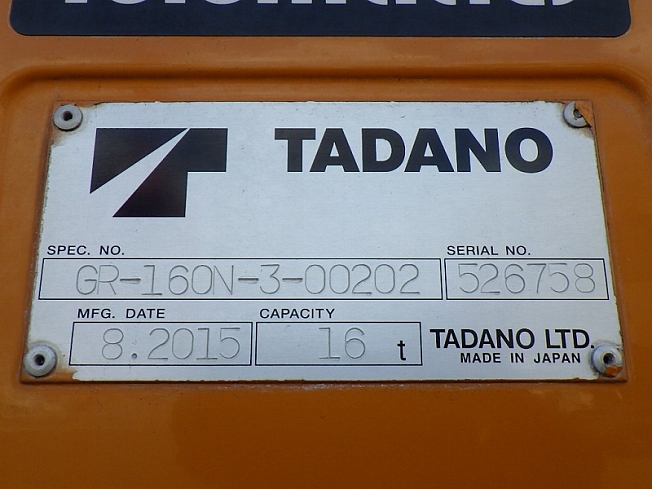 TADANO
SPEC. NO. SERIAL NO.
GR-160N-3-00202 526758
MFG. DATE CAPACITY
8.2015 16 t TADANO LTD.
MADE IN JAPAN